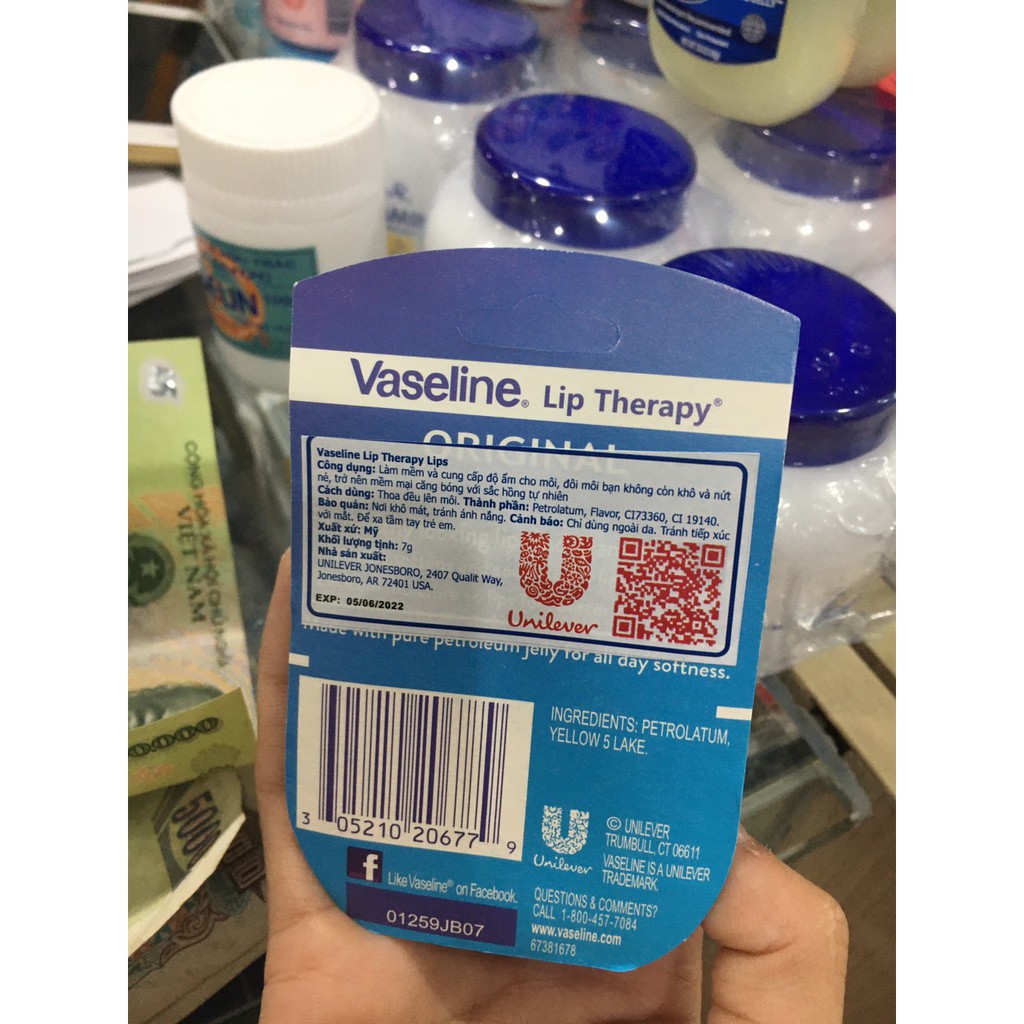 Vaseline® Lip Therapy®
ORIGINAL
Vaseline Lip Therapy Lips
Công dụng: Làm mềm và cung cấp độ ẩm cho môi, đôi môi bạn không còn khô và nứt
nẻ, trở nên mềm mại căng bóng với sắc hồng tự nhiên
Cách dùng: Thoa đều lên môi. Thành phần: Petrolatum, Flavor, CI73360, CI 19140.
Bảo quản: Nơi khô mát, tránh ánh nắng. Cảnh báo: Chỉ dùng ngoài da. Tránh tiếp xúc
với mắt. Để xa tầm tay trẻ em.
Xuất xứ: Mỹ
Khối lượng tịnh: 7g
Nhà sản xuất:
UNILEVER JONESBORO, 2407 Qualit Way,
Jonesboro, AR 72401 USA.
EXP: 05/06/2022
Unilever
Made with pure petroleum jelly for all day softness.
INGREDIENTS: PETROLATUM,
YELLOW 5 LAKE.
3 05210 20677 9
Unilever
© UNILEVER
TRUMBULL, CT 06611
VASELINE IS A UNILEVER
TRADEMARK.
f Like Vaseline® on Facebook.
01259JB07
QUESTIONS & COMMENTS?
CALL 1-800-457-7084
www.vaseline.com
67381678
CỘNG HÒA XÃ HỘI CHỦ NGHĨA
VIỆT NAM